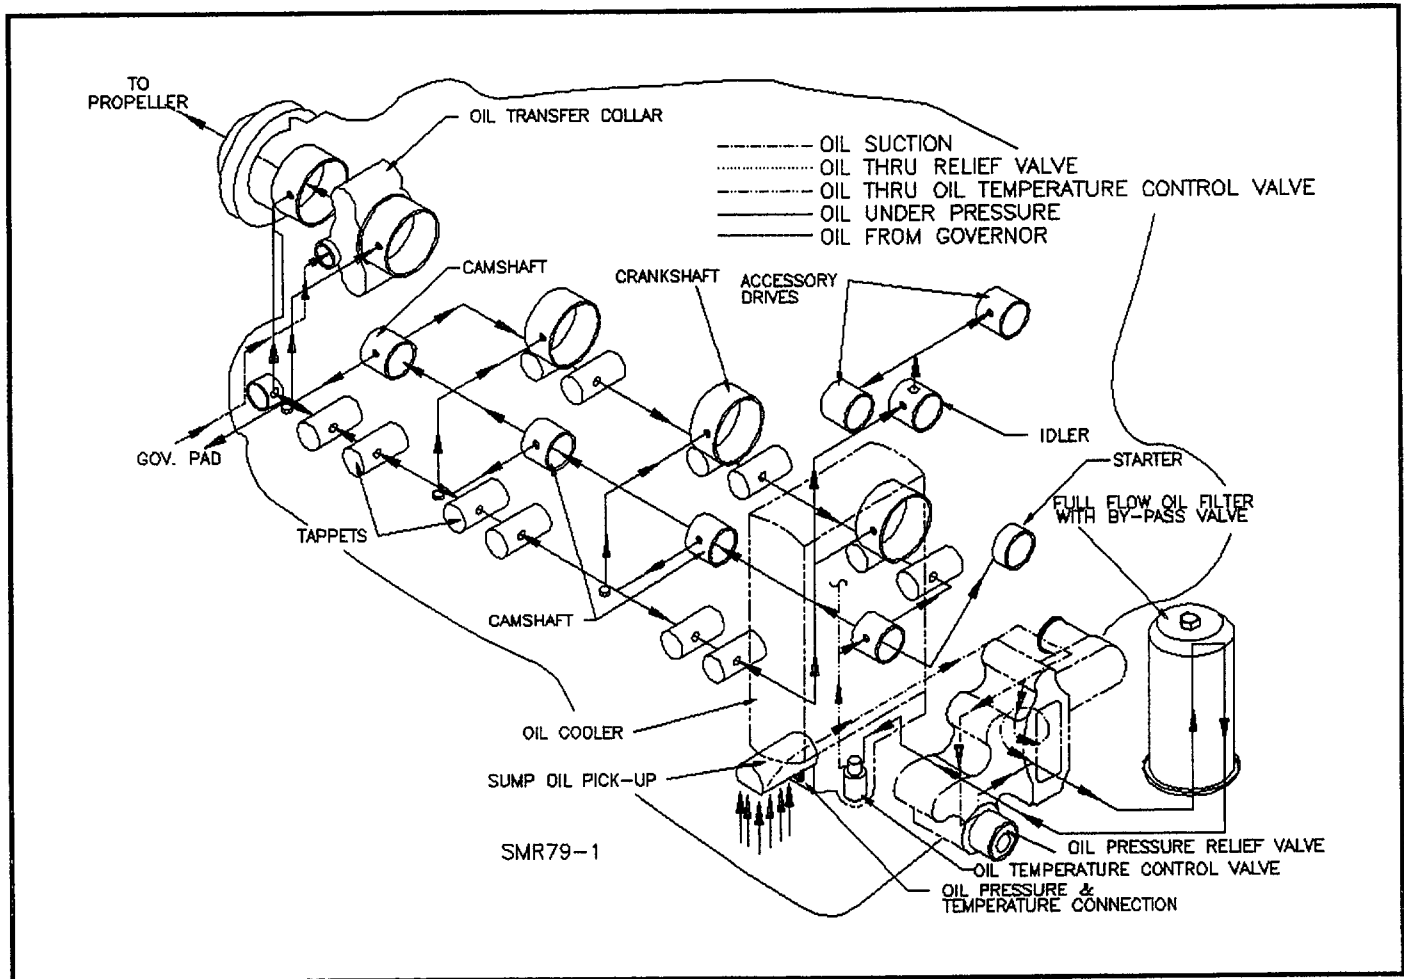 TO
PROPELLER
OIL TRANSFER COLLAR
OIL SUCTION
OIL THRU RELIEF VALVE
OIL THRU OIL TEMPERATURE CONTROL VALVE
OIL UNDER PRESSURE
OIL FROM GOVERNOR
CAMSHAFT
CRANKSHAFT
ACCESSORY
DRIVES
IDLER
GOV. PAD
STARTER
FULL FLOW OIL FILTER
WITH BY-PASS VALVE
TAPPETS
CAMSHAFT
OIL COOLER
SUMP OIL PICK-UP
SMR79-1
OIL PRESSURE RELIEF VALVE
OIL TEMPERATURE CONTROL VALVE
OIL PRESSURE &
TEMPERATURE CONNECTION